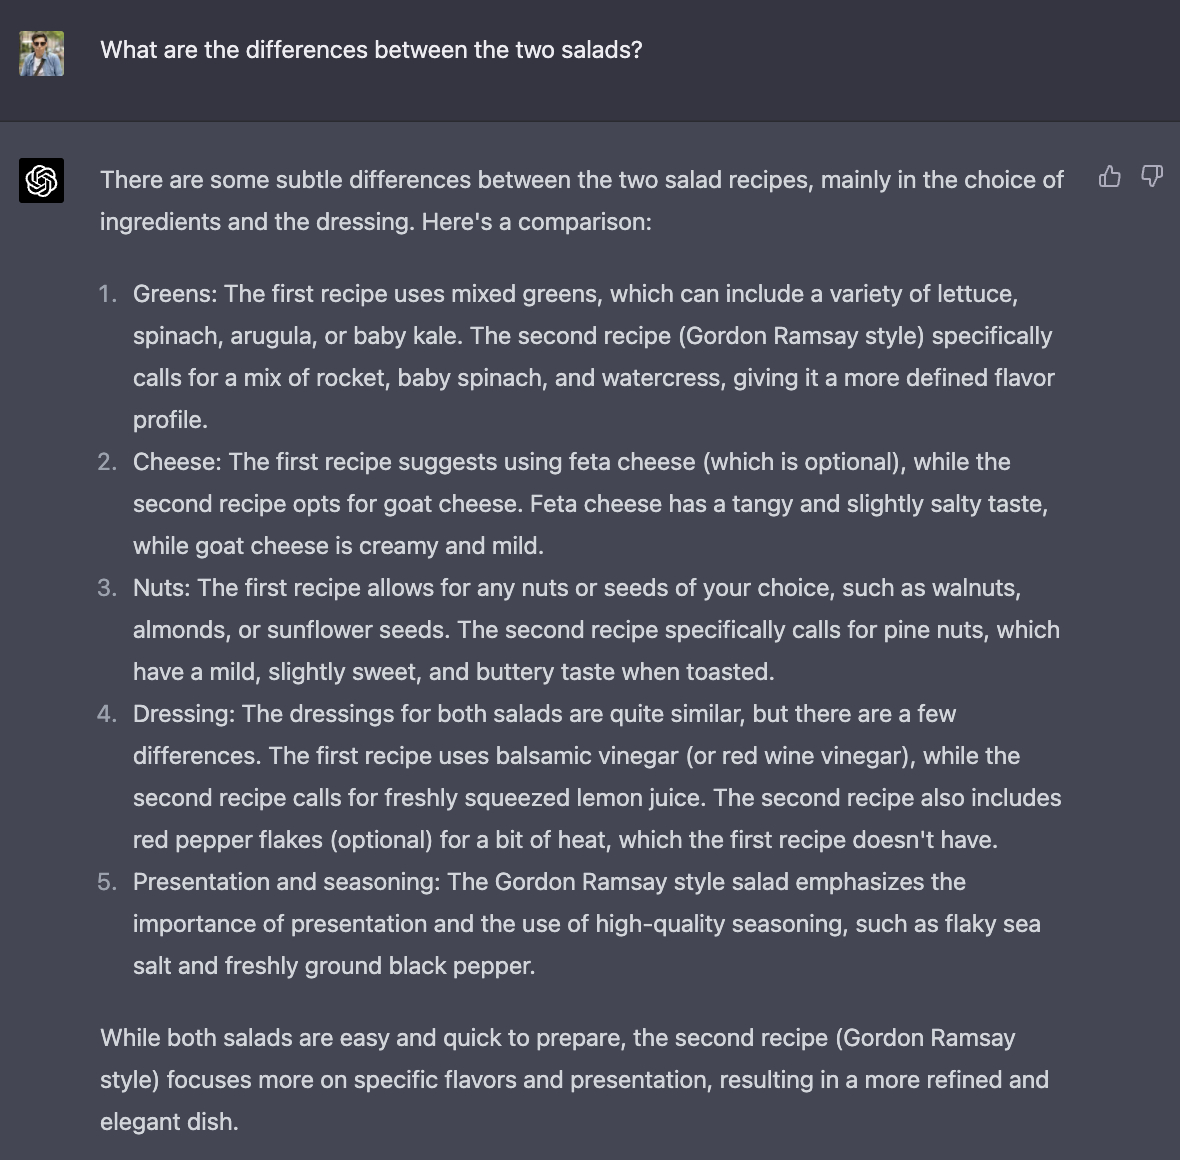 What are the differences between the two salads?
There are some subtle differences between the two salad recipes, mainly in the choice of
ingredients and the dressing. Here's a comparison:
1. Greens: The first recipe uses mixed greens, which can include a variety of lettuce,
spinach, arugula, or baby kale. The second recipe (Gordon Ramsay style) specifically
calls for a mix of rocket, baby spinach, and watercress, giving it a more defined flavor
profile.
2. Cheese: The first recipe suggests using feta cheese (which is optional), while the
second recipe opts for goat cheese. Feta cheese has a tangy and slightly salty taste,
while goat cheese is creamy and mild.
3. Nuts: The first recipe allows for any nuts or seeds of your choice, such as walnuts,
almonds, or sunflower seeds. The second recipe specifically calls for pine nuts, which
have a mild, slightly sweet, and buttery taste when toasted.
4. Dressing: The dressings for both salads are quite similar, but there are a few
differences. The first recipe uses balsamic vinegar (or red wine vinegar), while the
second recipe calls for freshly squeezed lemon juice. The second recipe also includes
red pepper flakes (optional) for a bit of heat, which the first recipe doesn't have.
5. Presentation and seasoning: The Gordon Ramsay style salad emphasizes the
importance of presentation and the use of high-quality seasoning, such as flaky sea
salt and freshly ground black pepper.
While both salads are easy and quick to prepare, the second recipe (Gordon Ramsay
style) focuses more on specific flavors and presentation, resulting in a more refined and
elegant dish.